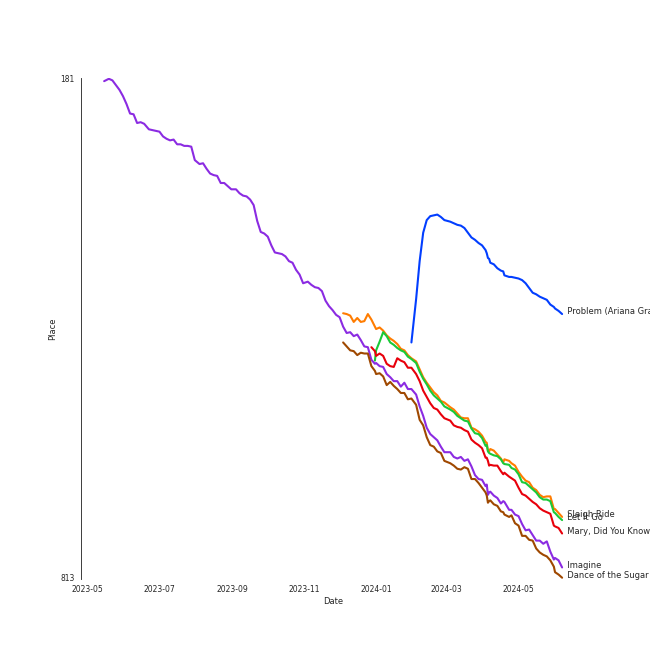 181
Problem (Ariana Gra
Place
Sleigh Ride
Let It Go
Mary, Did You Know
Imagine
Dance of the Sugar
813
2023-05 2023-07 2023-09 2023-11 2024-01 2024-03 2024-05
Date